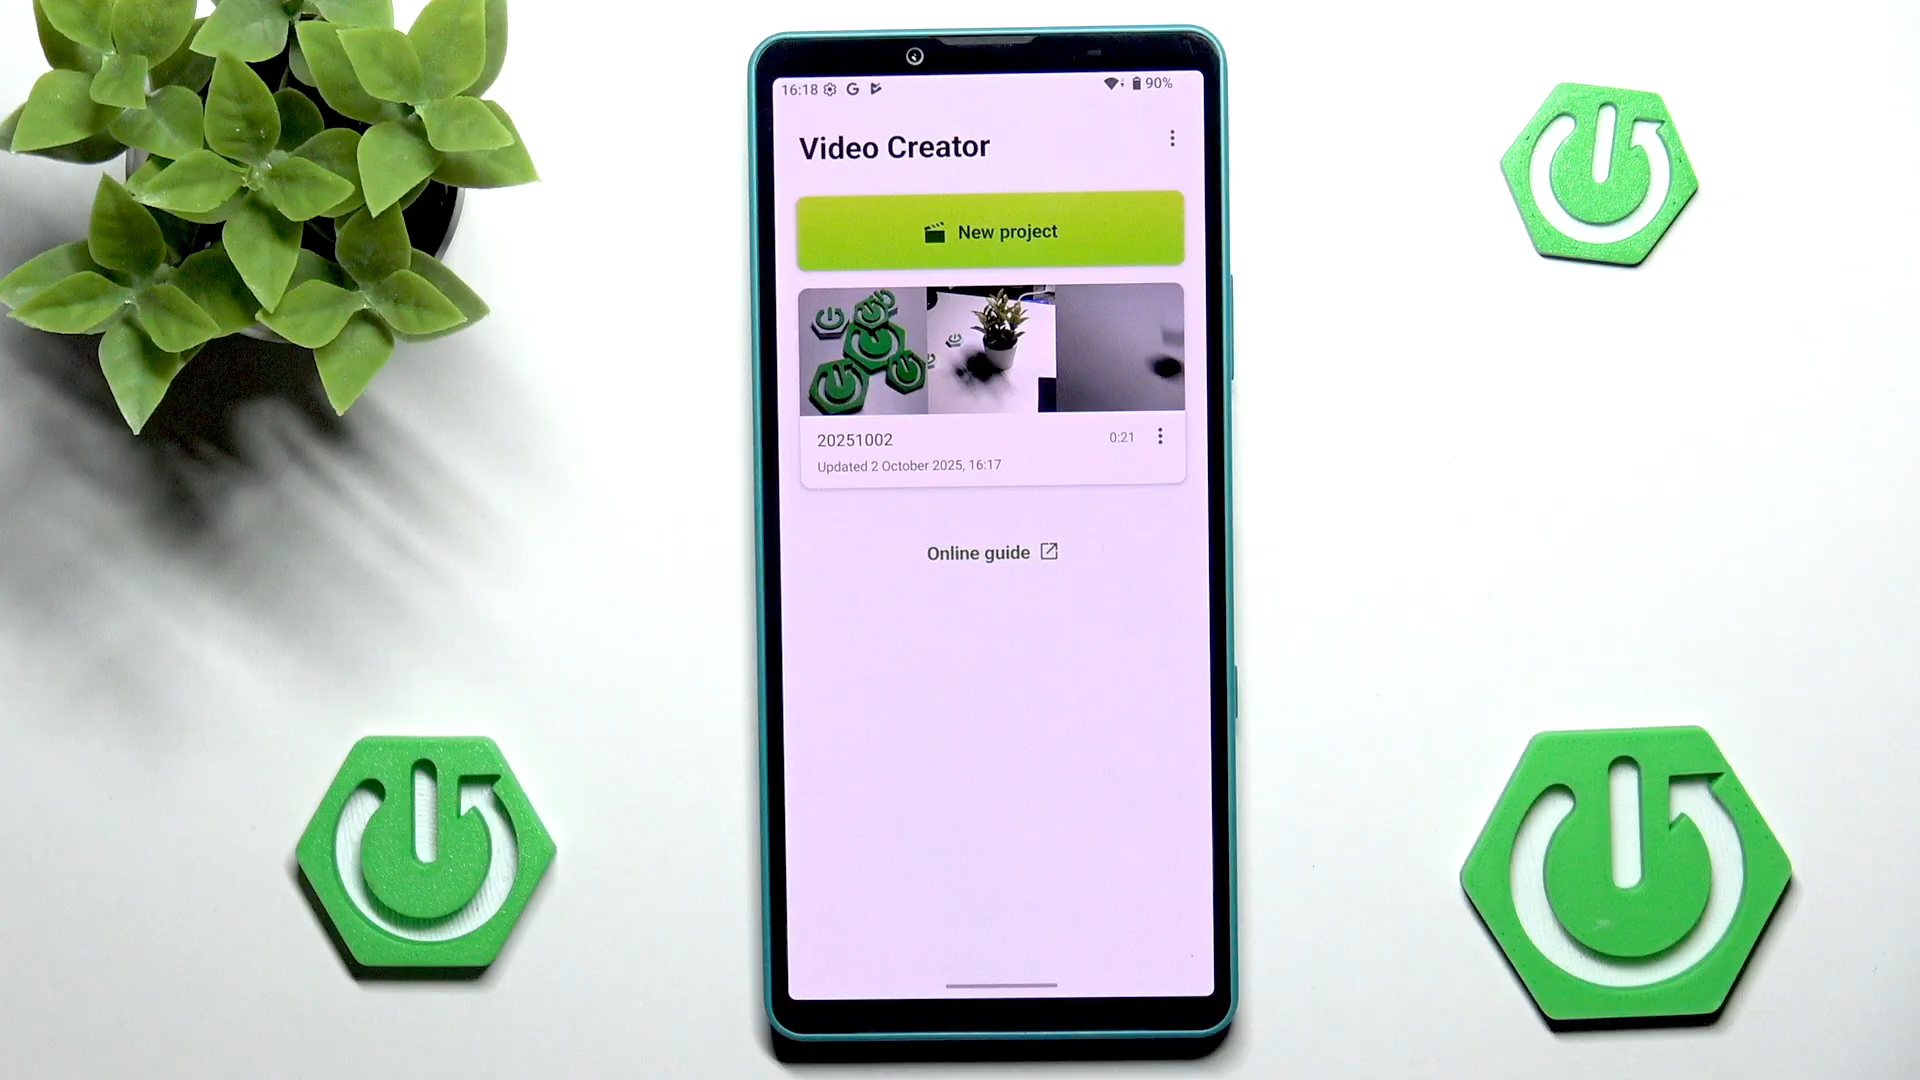 16:18
90%
Video Creator
New project
20251002
0:21
Updated 2 October 2025, 16:17
Online guide